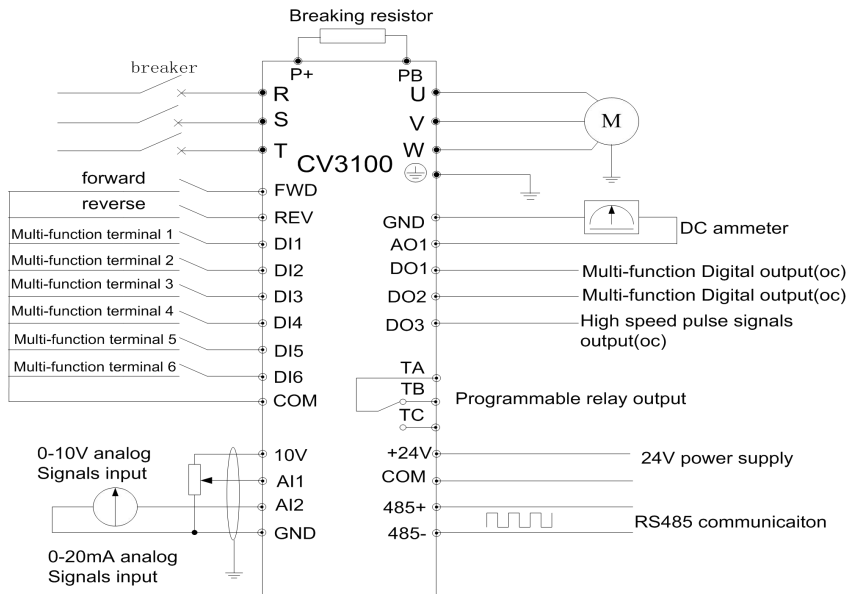 Breaking resistor
breaker
P+
PB
R
U
S
V
M
T
W
CV3100
forward
FWD
reverse
REV
GND
DC ammeter
Multi-function terminal 1
DI1
AO1
Multi-function terminal 2
DI2
DO1
Multi-function Digital output(oc)
Multi-function terminal 3
DI3
DO2
Multi-function Digital output(oc)
Multi-function terminal 4
DI4
DO3
High speed pulse signals
output(oc)
Multi-function terminal 5
DI5
Multi-function terminal 6
DI6
TA
TB
COM
TC
Programmable relay output
0-10V analog
Signals input
10V
+24V
24V power supply
AI1
COM
AI2
485+
RS485 communicaiton
GND
485-
0-20mA analog
Signals input